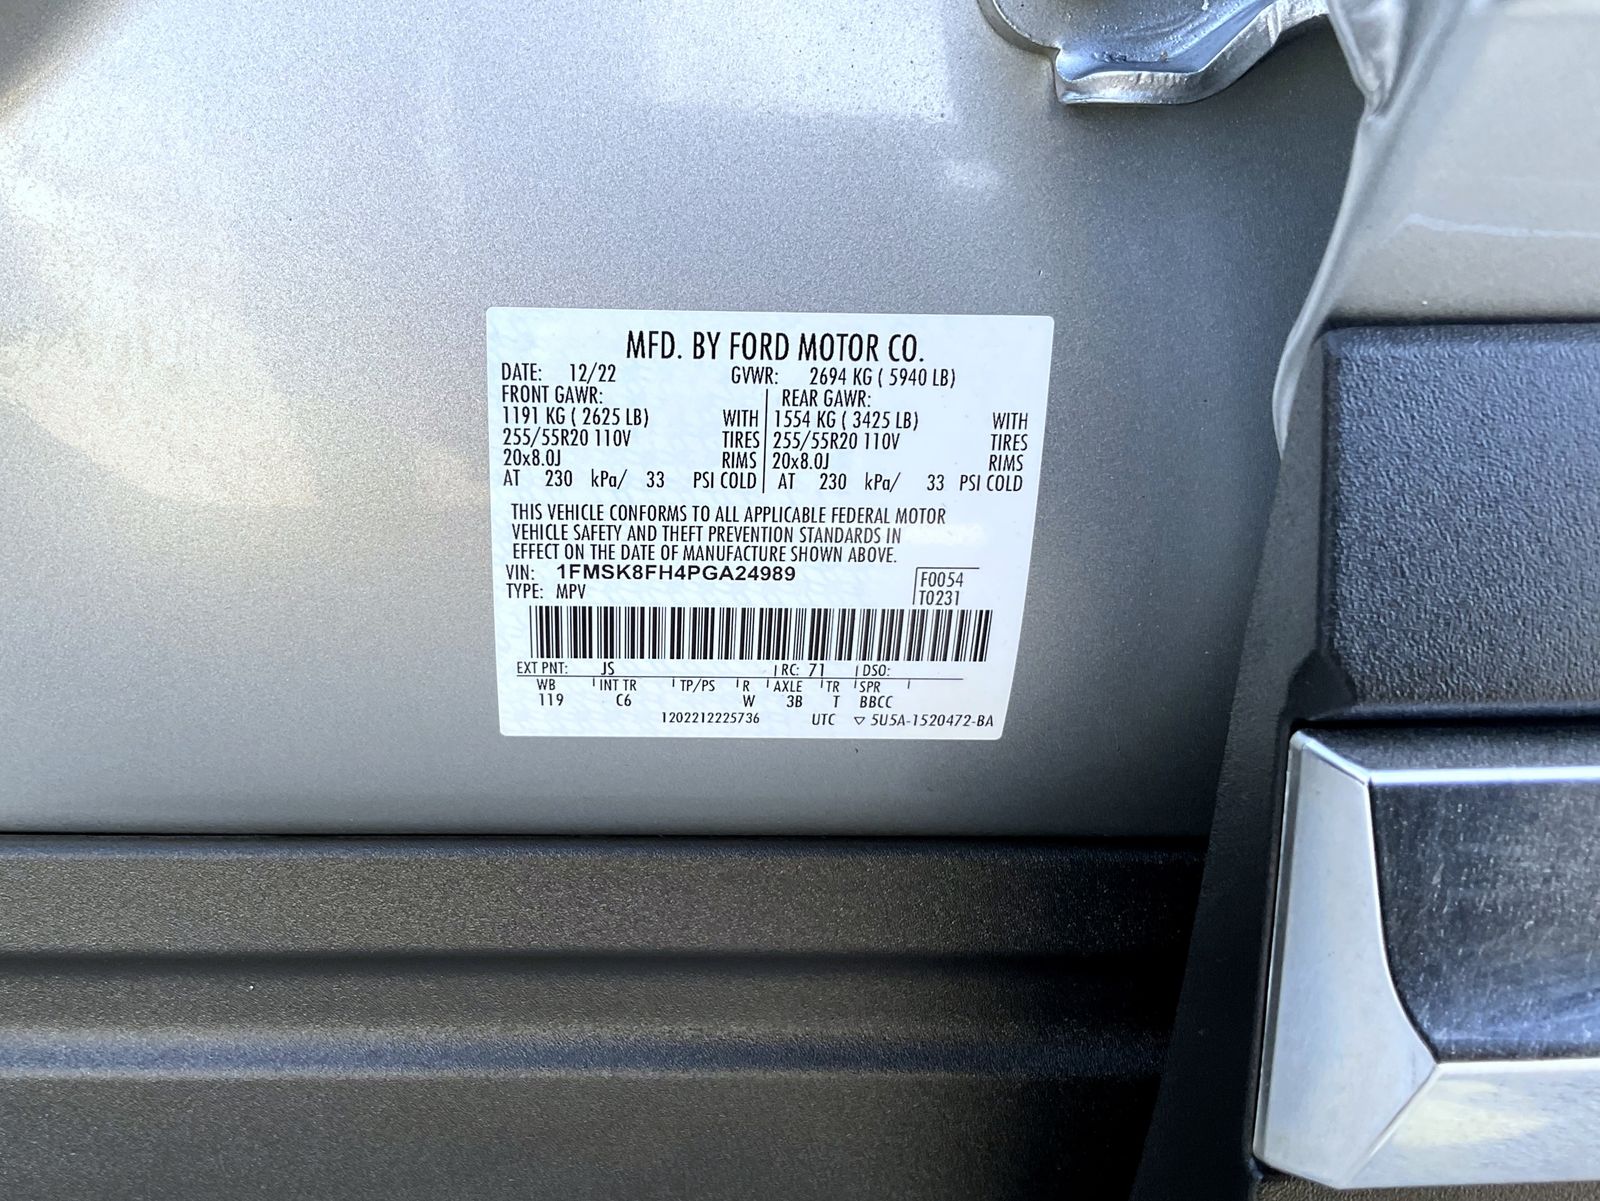 MFD. BY FORD MOTOR CO.
DATE: 12/22 GVWR: 2694 KG ( 5940 LB)
FRONT GAWR: REAR GAWR:
1191 KG ( 2625 LB) WITH 1554 KG ( 3425 LB) WITH
255/55R20 110V TIRES 255/55R20 110V TIRES
20x8.0J RIMS 20x8.0J RIMS
AT 230 kPa/ 33 PSI COLD AT 230 kPa/ 33 PSI COLD
THIS VEHICLE CONFORMS TO ALL APPLICABLE FEDERAL MOTOR
VEHICLE SAFETY AND THEFT PREVENTION STANDARDS IN
EFFECT ON THE DATE OF MANUFACTURE SHOWN ABOVE.
VIN: 1FMSK8FH4PGA24989 F0054
TYPE: MPV T0231
EXT PNT: JS RC: 71 DSO:
WB INT TR TP/PS R AXLE TR SPR
119 C6 W 3B T BBCC
1202212225736 UTC ▽ 5U5A-1520472-BA